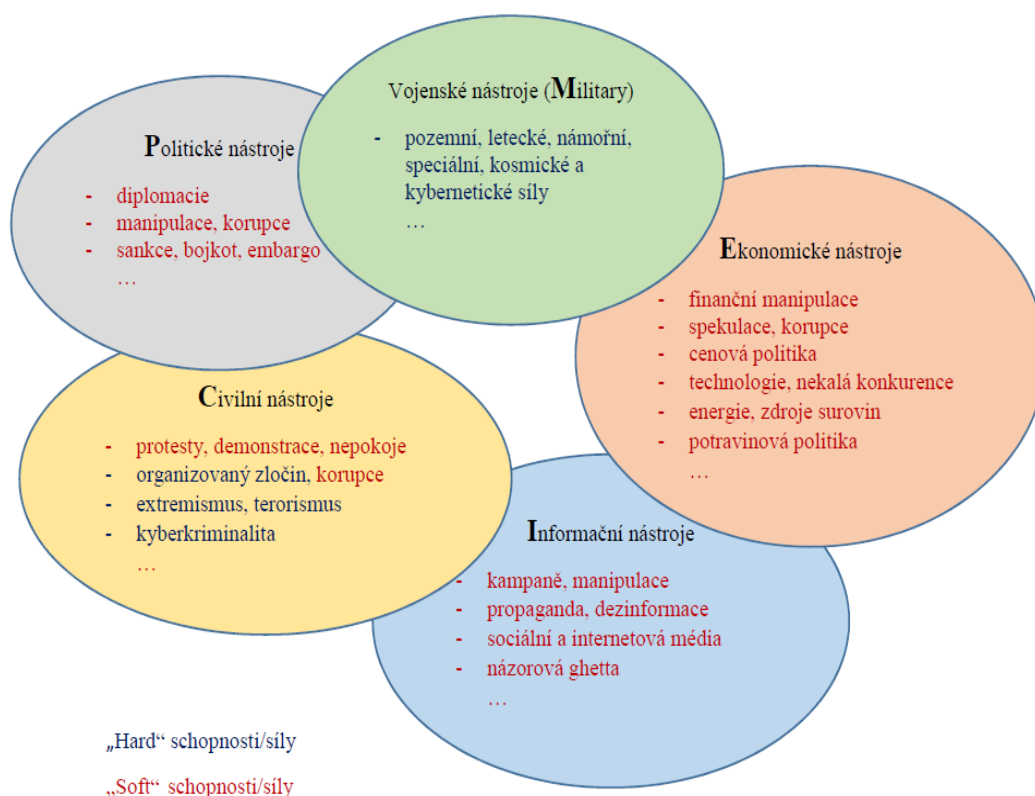 Vojenské nástroje (Military)
- pozemní, letecké, námořní,
speciální, kosmické a
kybernetické síly
…
Politické nástroje
- diplomacie
- manipulace, korupce
- sankce, bojkot, embargo
…
Ekonomické nástroje
- finanční manipulace
- spekulace, korupce
- cenová politika
- technologie, nekalá konkurence
- energie, zdroje surovin
- potravinová politika
…
Civilní nástroje
- protesty, demonstrace, nepokoje
- organizovaný zločin, korupce
- extremismus, terorismus
- kyberkriminalita
…
Informační nástroje
- kampaně, manipulace
- propaganda, dezinformace
- sociální a internetová média
- názorová ghetta
…
„Hard“ schopnosti/síly
„Soft“ schopnosti/síly